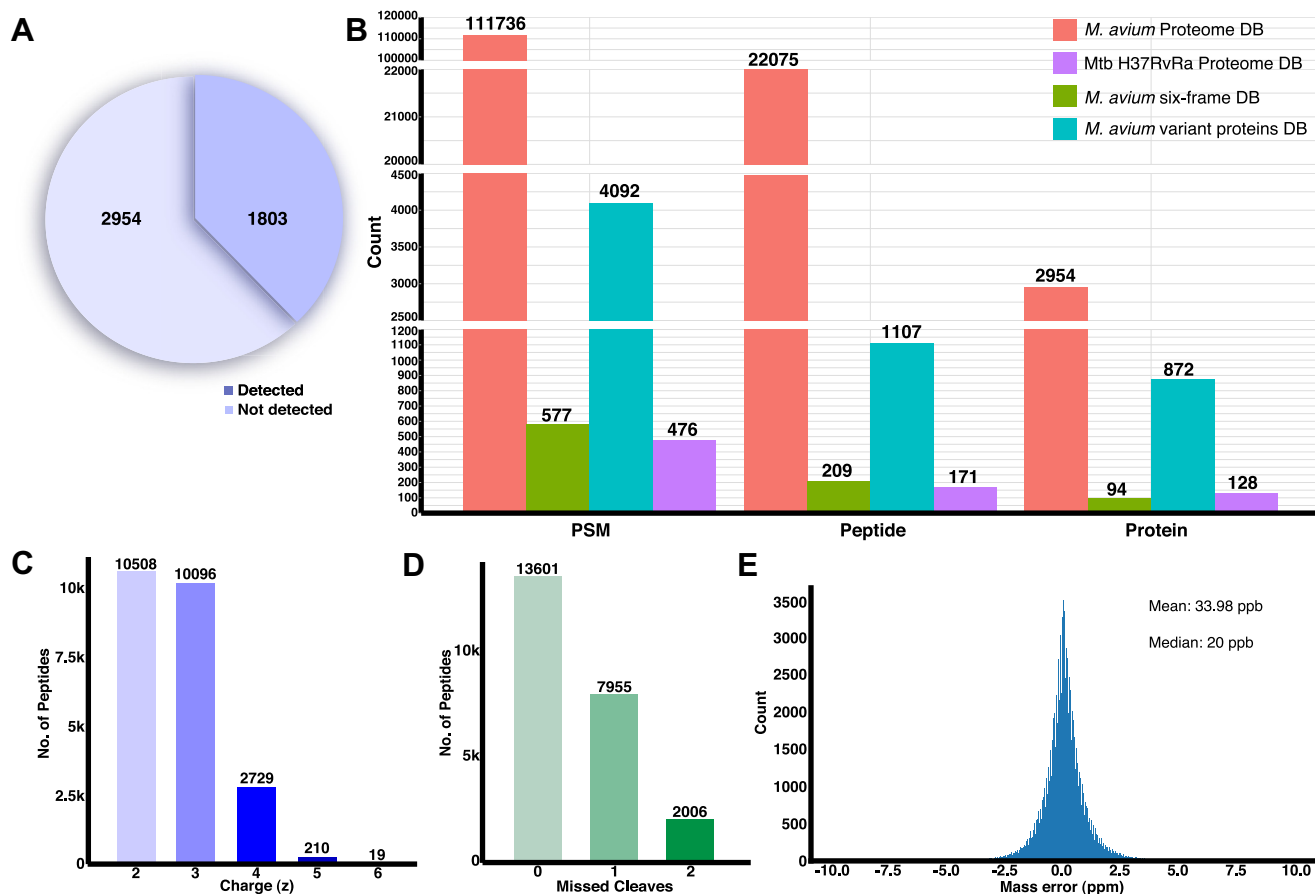 A
2954
1803
Detected
Not detected
B
120000
110000
100000
22000
21000
20000
4500
4000
3500
3000
2500
1200
1100
1000
900
800
700
600
500
400
300
200
100
0
Count
111736
577
4092
476
22075
209
1107
171
2954
94
872
128
PSM
Peptide
Protein
M. avium Proteome DB
Mtb H37RvRa Proteome DB
M. avium six-frame DB
M. avium variant proteins DB
C
10k
7.5k
5k
2.5k
0
No. of Peptides
10508
10096
2729
210
19
2
3
4
5
6
Charge (z)
D
10k
5k
0
No. of Peptides
13601
7955
2006
0
1
2
Missed Cleaves
E
3500
3000
2500
2000
1500
1000
500
0
Count
Mean: 33.98 ppb
Median: 20 ppb
-10.0
-7.5
-5.0
-2.5
0.0
2.5
5.0
7.5
10.0
Mass error (ppm)